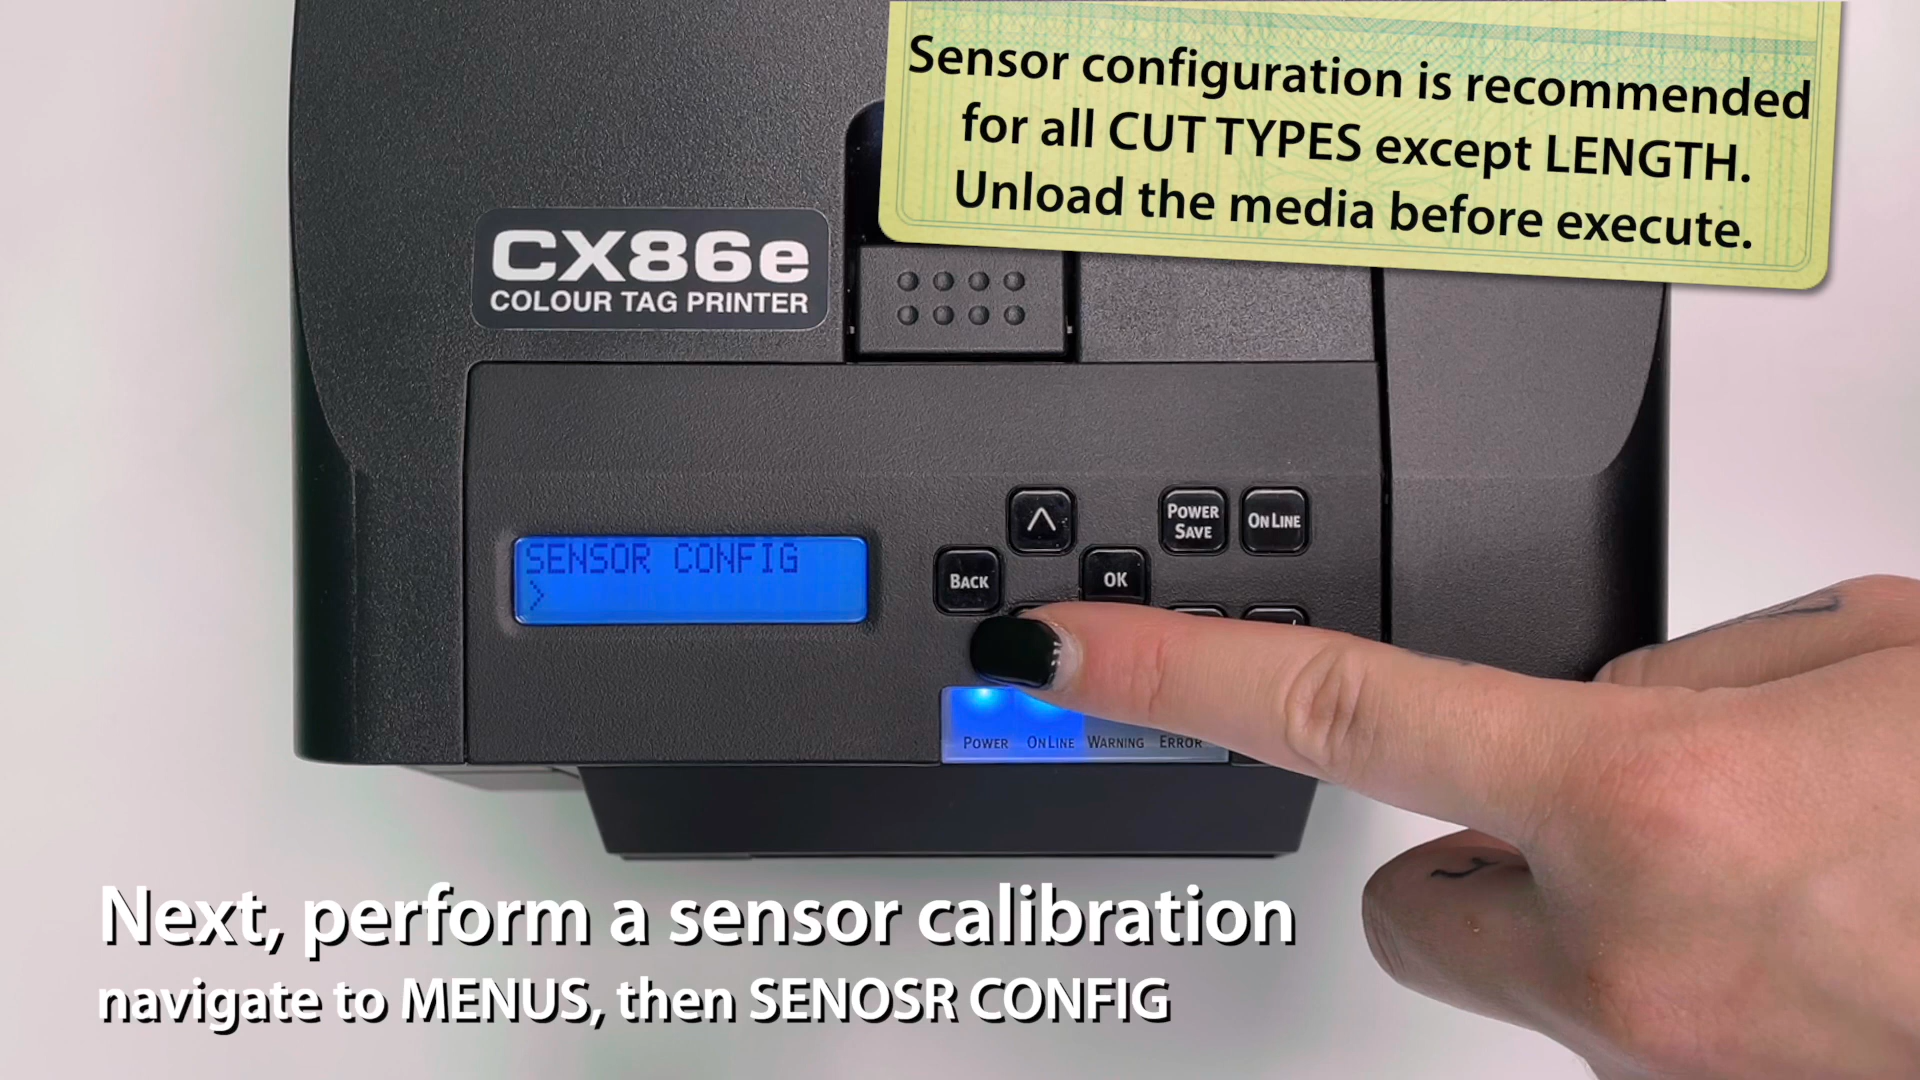 Sensor configuration is recommended
for all CUT TYPES except LENGTH.
Unload the media before execute.
CX86e
COLOUR TAG PRINTER
SENSOR CONFIG
>
POWER
SAVE
ON LINE
BACK
OK
POWER ONLINE WARNING ERROR
Next, perform a sensor calibration
navigate to MENUS, then SENOSR CONFIG